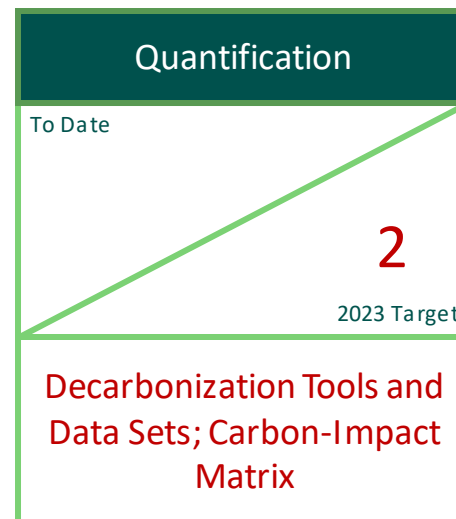 Quantification
To Date
2
2023 Target
Decarbonization Tools and
Data Sets; Carbon-Impact
Matrix